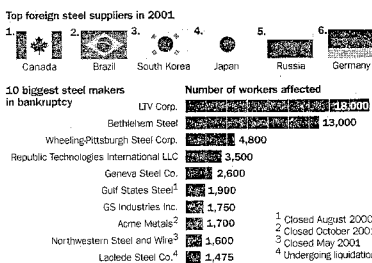 Top foreign steel suppliers in 2001
1. 2. 3. 4. 5. 6.
Canada Brazil South Korea Japan Russia Germany
10 biggest steel makers in bankruptcy
Number of workers affected
LTV Corp. 18,000
Bethlehem Steel 13,000
Wheeling-Pittsburgh Steel Corp. 4,800
Republic Technologies International LLC 3,500
Geneva Steel Co. 2,600
Gulf States Steel1 1,900
GS Industries Inc. 1,750
Acme Metals2 1,700
Northwestern Steel and Wire3 1,600
Laclede Steel Co.4 1,475
1 Closed August 2000
2 Closed October 2001
3 Closed May 2001
4 Undergoing liquidation